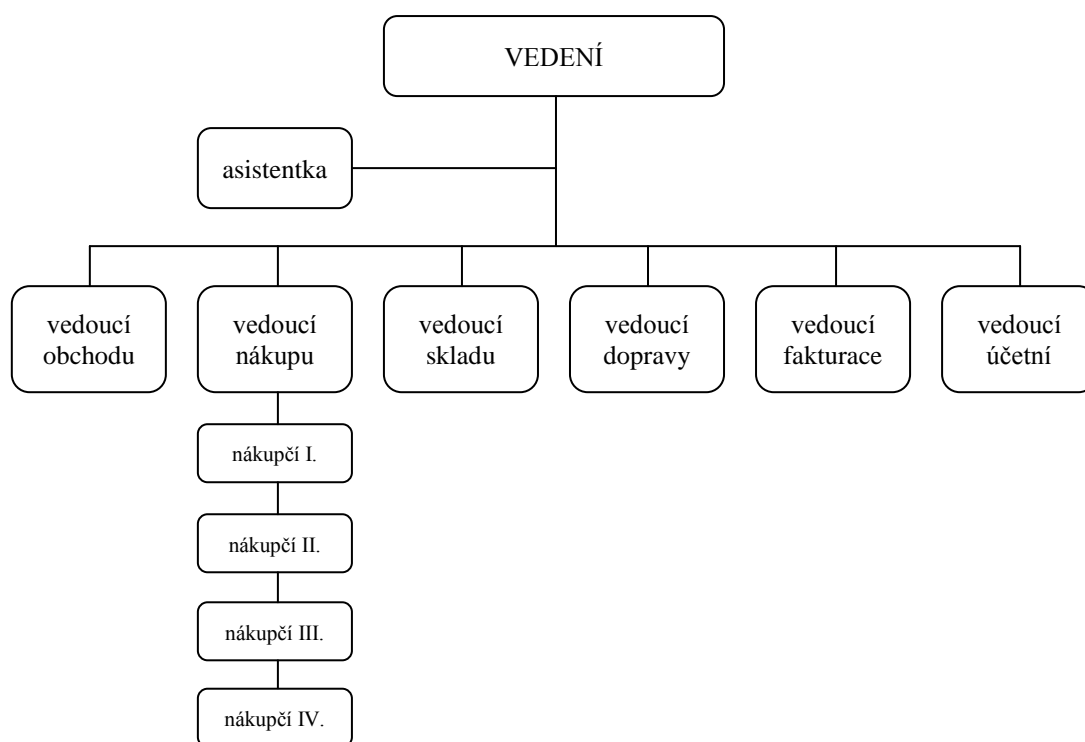 VEDENÍ
asistentka
vedoucí
obchodu
vedoucí
nákupu
vedoucí
skladu
vedoucí
dopravy
vedoucí
fakturace
vedoucí
účetní
nákupčí I.
nákupčí II.
nákupčí III.
nákupčí IV.